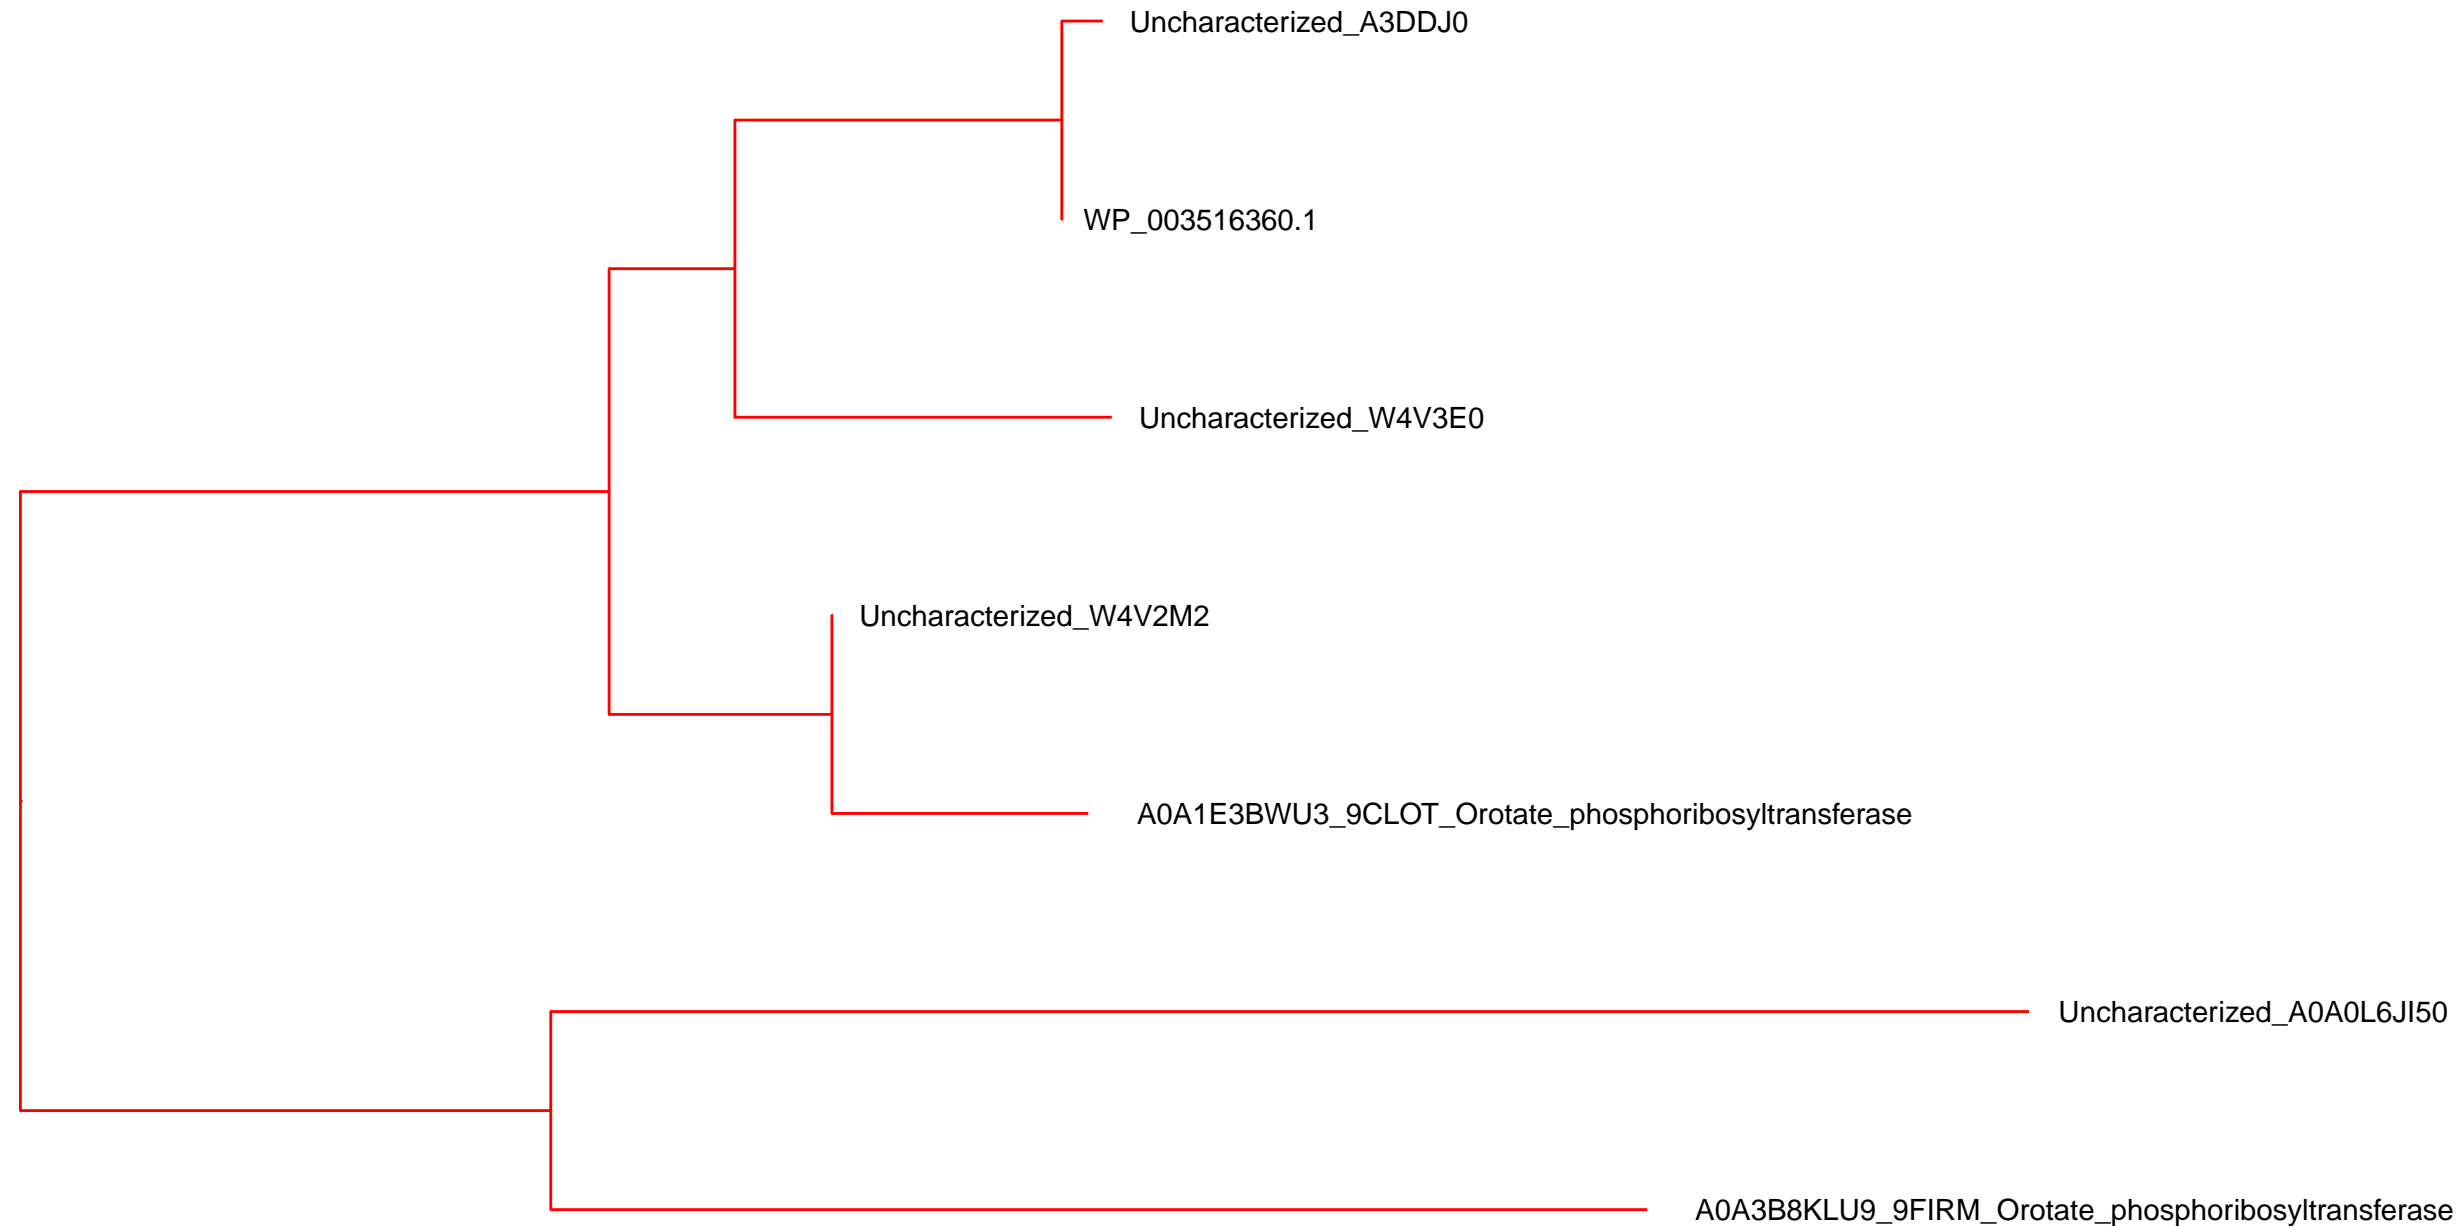 Uncharacterized_A3DDJ0
WP_003516360.1
Uncharacterized_W4V3E0
Uncharacterized_W4V2M2
A0A1E3BWU3_9CLOT_Orotate_phosphoribosyltransferase
Uncharacterized_A0A0L6JI50
A0A3B8KLU9_9FIRM_Orotate_phosphoribosyltransferase